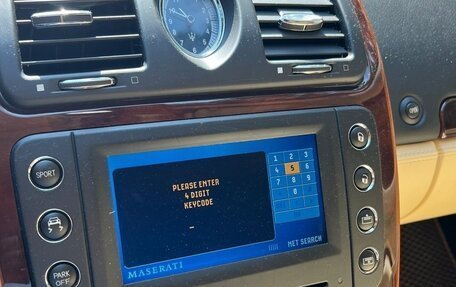 PLEASE ENTER
4 DIGIT
KEYCODE
_
1 2 3
4 5 6
7 8 9
0
NET SEARCH
MASERATI
SPORT
PARK
OFF